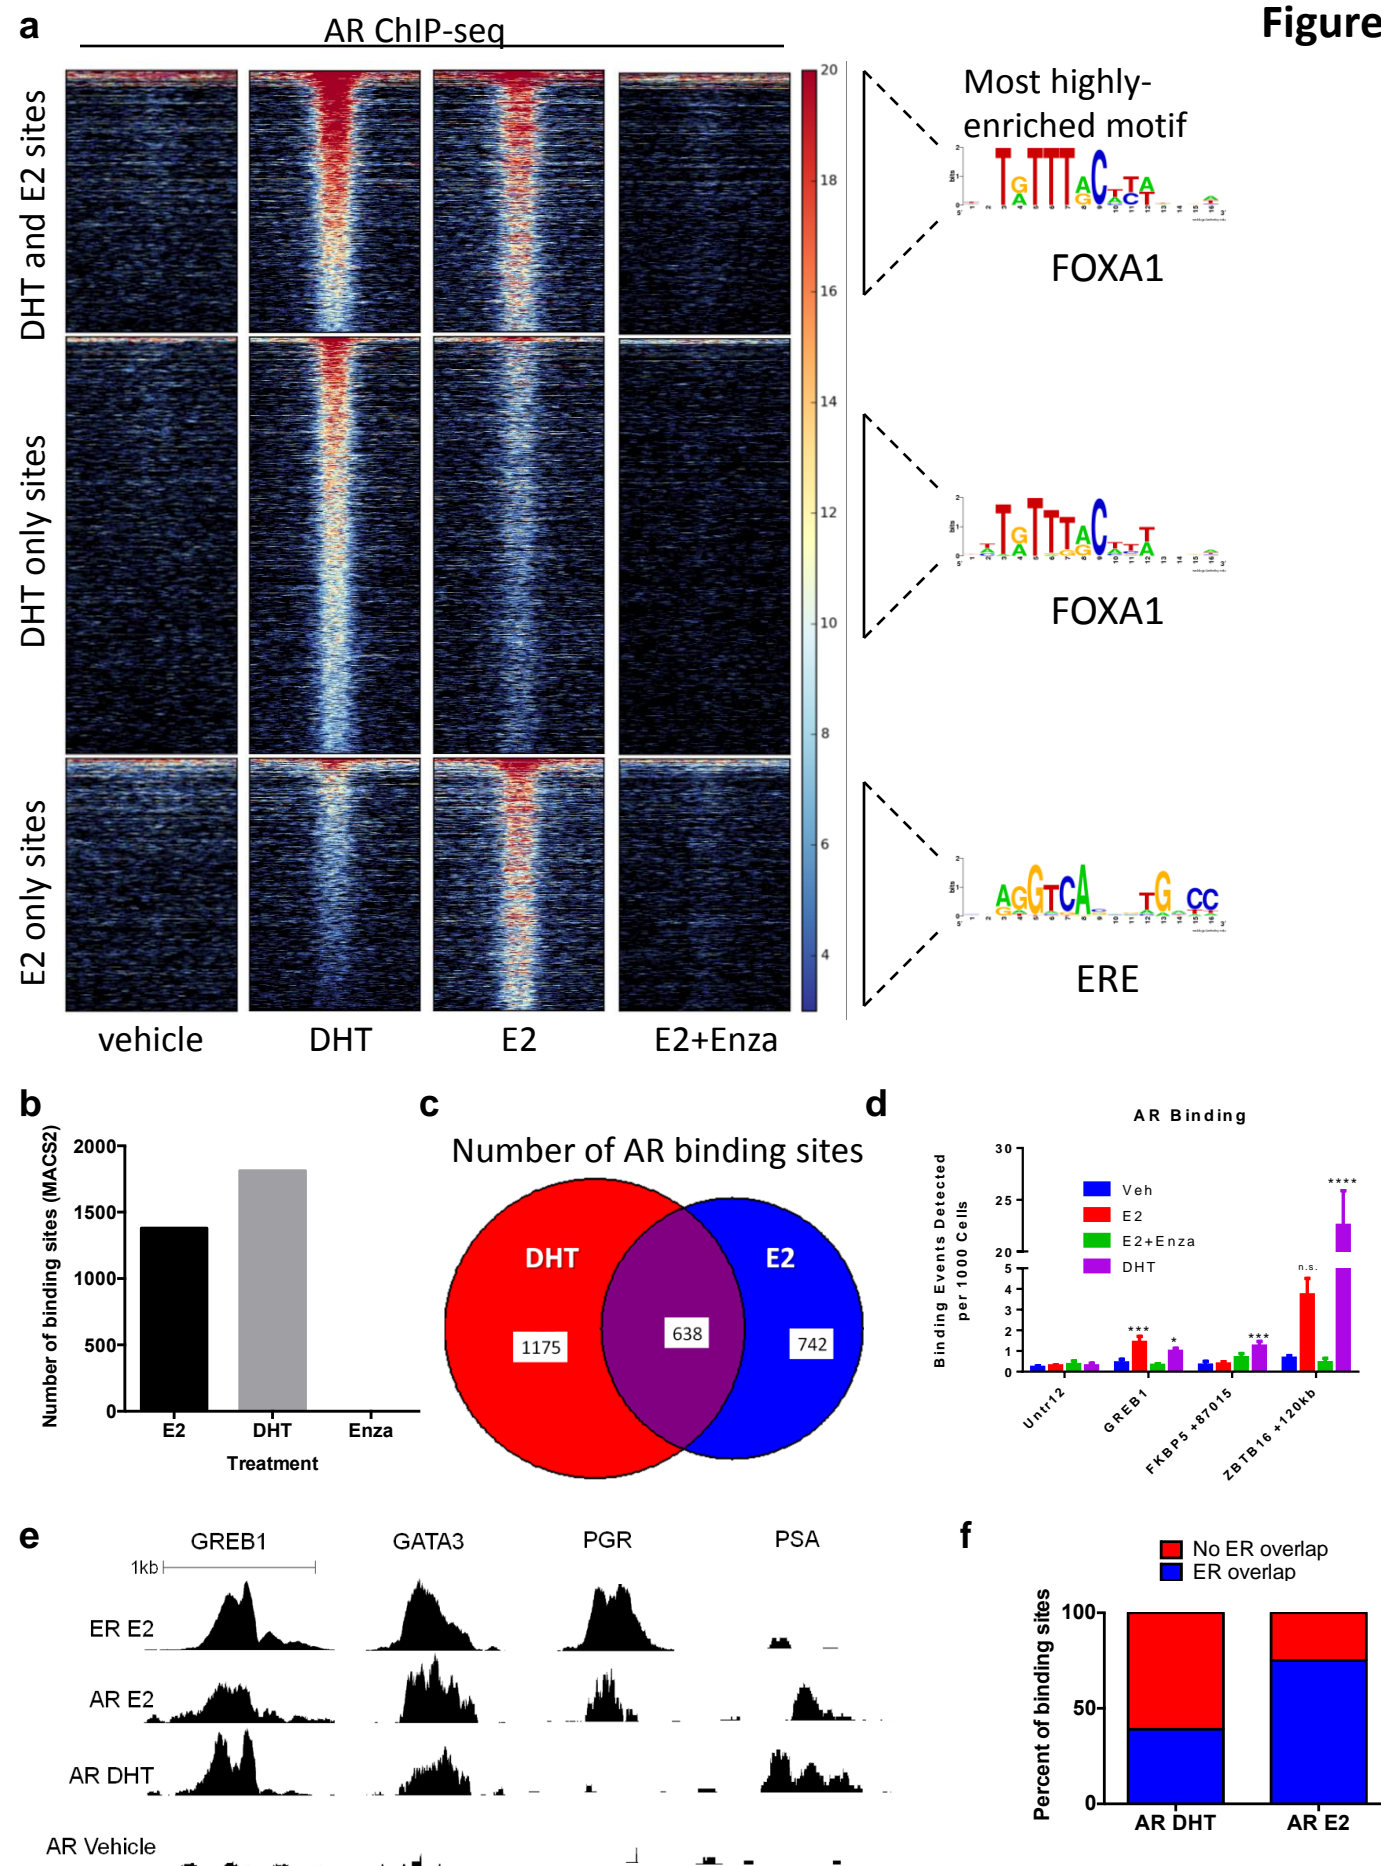 a
AR ChIP-seq
Figure
DHT and E2 sites
DHT only sites
E2 only sites
20
18
16
14
12
10
8
6
4
Most highly-
enriched motif
FOXA1
FOXA1
ERE
vehicle
DHT
E2
E2+Enza
b
Number of binding sites (MACS2)
2000
1500
1000
500
0
E2
DHT
Enza
Treatment
c
Number of AR binding sites
DHT
E2
1175
638
742
d
AR Binding
Binding Events Detected
per 1000 Cells
30
25
20
5
4
3
2
1
0
Veh
E2
E2+Enza
DHT
***
*
***
n.s.
****
Untr12
GREB1
FKBP5 +87015
ZBTB16 +120kb
e
GREB1
GATA3
PGR
PSA
1kb
ER E2
AR E2
AR DHT
AR Vehicle
f
No ER overlap
ER overlap
Percent of binding sites
100
50
0
AR DHT
AR E2